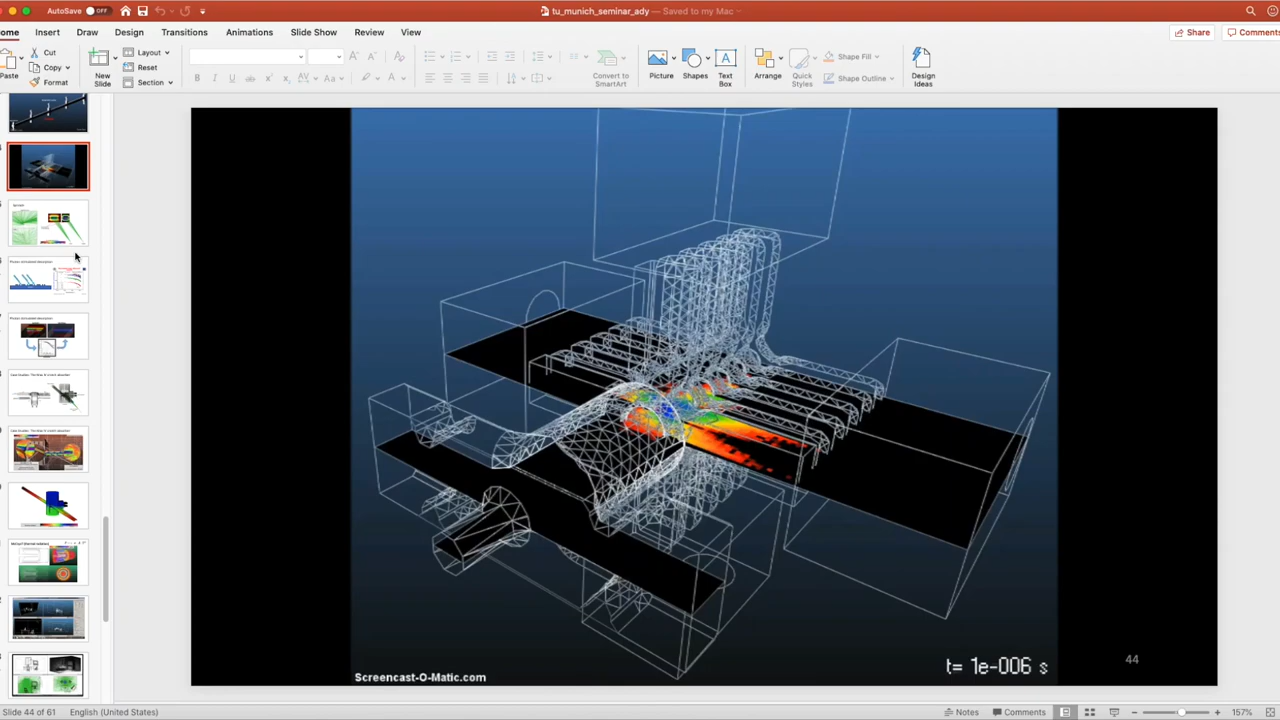 AutoSave OFF
tu_munich_seminar_ady — Saved to my Mac
Home Insert Draw Design Transitions Animations Slide Show Review View Share Comments
Paste Cut Copy Format New Slide Layout Reset Section Convert to SmartArt Picture Shapes Text Box Arrange Quick Styles Shape Fill Shape Outline Design Ideas
Screencast-O-Matic.com
t= 1e-006 s
44
Slide 44 of 61 English (United States) Notes Comments 157%